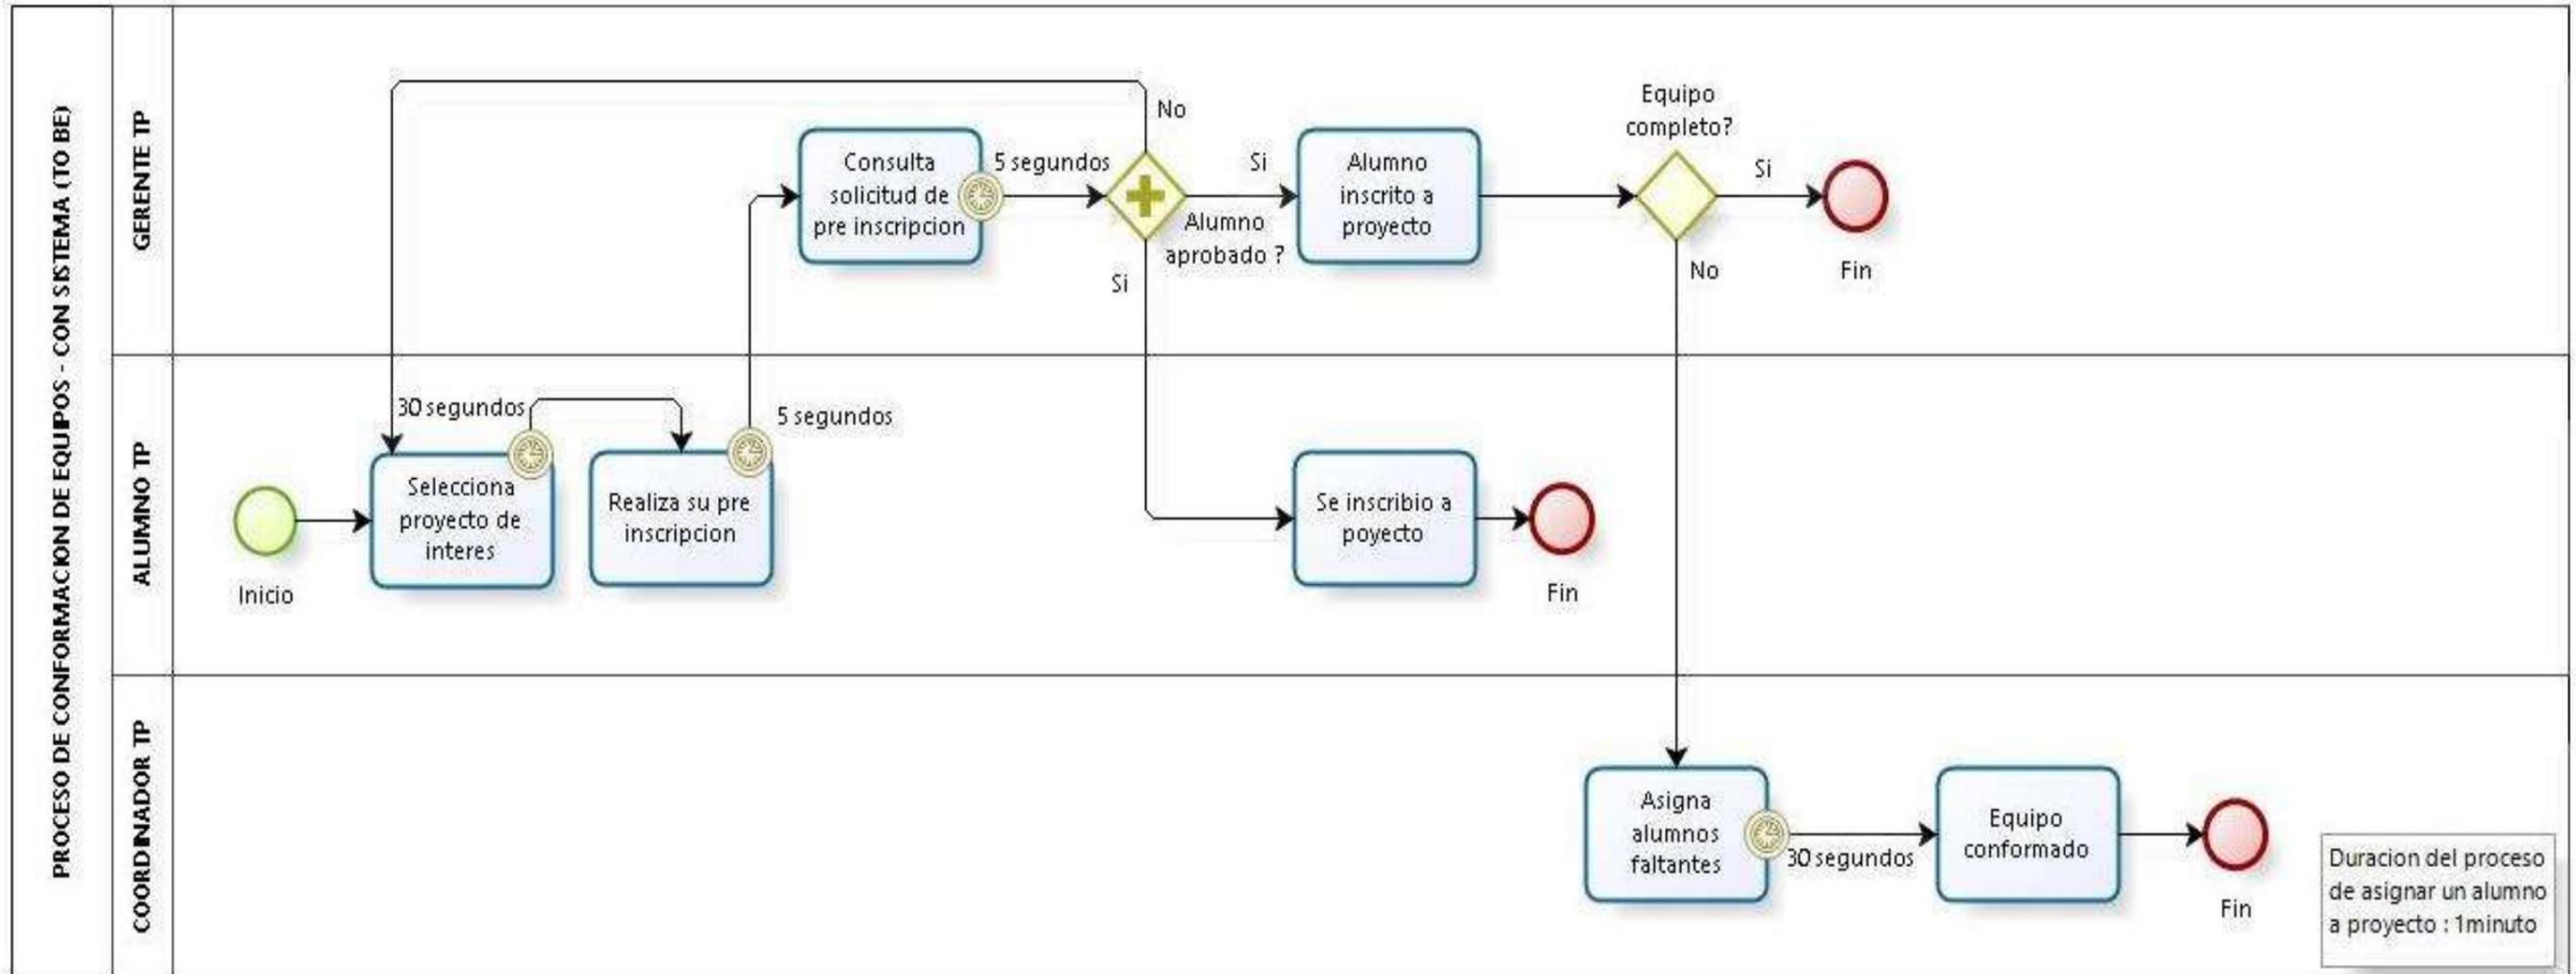 PROCESO DE CONFORMACION DE EQUIPOS - CON SISTEMA (TO BE)
GERENTE TP
No
Consulta
solicitud de
pre inscripcion
5 segundos
Si
Alumno
aprobado ?
Si
Alumno
inscrito a
proyecto
Equipo
completo?
Si
No
Fin
ALUMNO TP
Inicio
30 segundos
Selecciona
proyecto de
interes
Realiza su pre
inscripcion
5 segundos
Se inscribio a
poyecto
Fin
COORDINADOR TP
Asigna
alumnos
faltantes
30 segundos
Equipo
conformado
Fin
Duracion del proceso
de asignar un alumno
a proyecto : 1minuto